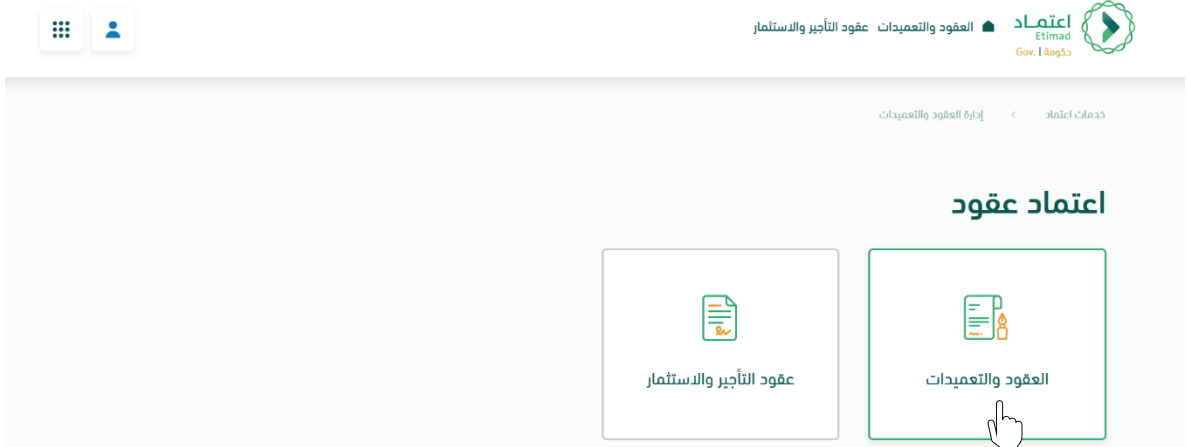 اعتمـاد
Etimad
حكومة | Gov.
العقود والتعميدات عقود التأجير والاستثمار
خدمات اعتماد > إدارة العقود والتعميدات
اعتماد عقود
العقود والتعميدات
عقود التأجير والاستثمار